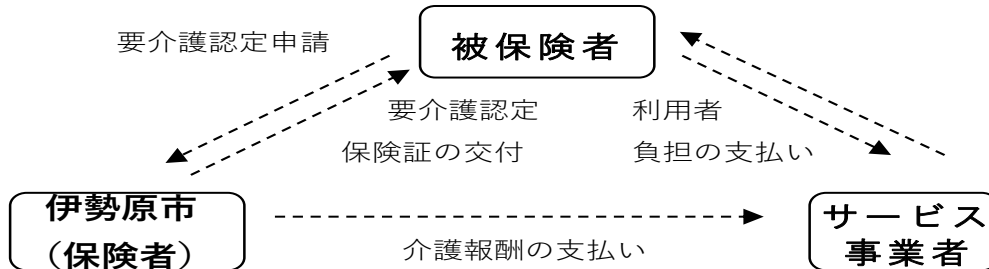 要介護認定申請
被保険者
要介護認定
保険証の交付
利用者
負担の支払い
伊勢原市
（保険者）
介護報酬の支払い
サービス
事業者